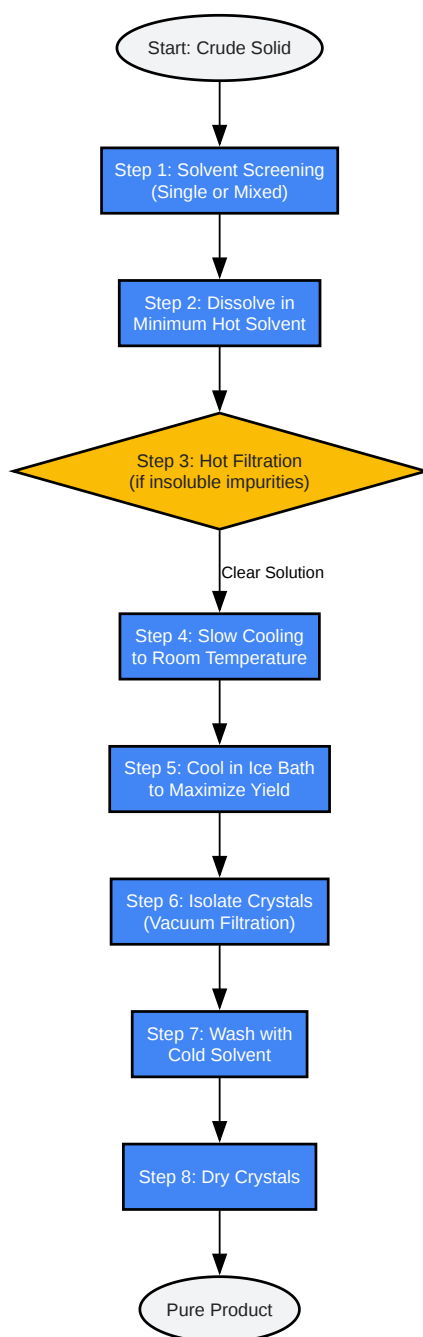 Start: Crude Solid
Step 1: Solvent Screening
(Single or Mixed)
Step 2: Dissolve in
Minimum Hot Solvent
Step 3: Hot Filtration
(if insoluble impurities)
Clear Solution
Step 4: Slow Cooling
to Room Temperature
Step 5: Cool in Ice Bath
to Maximize Yield
Step 6: Isolate Crystals
(Vacuum Filtration)
Step 7: Wash with
Cold Solvent
Step 8: Dry Crystals
Pure Product